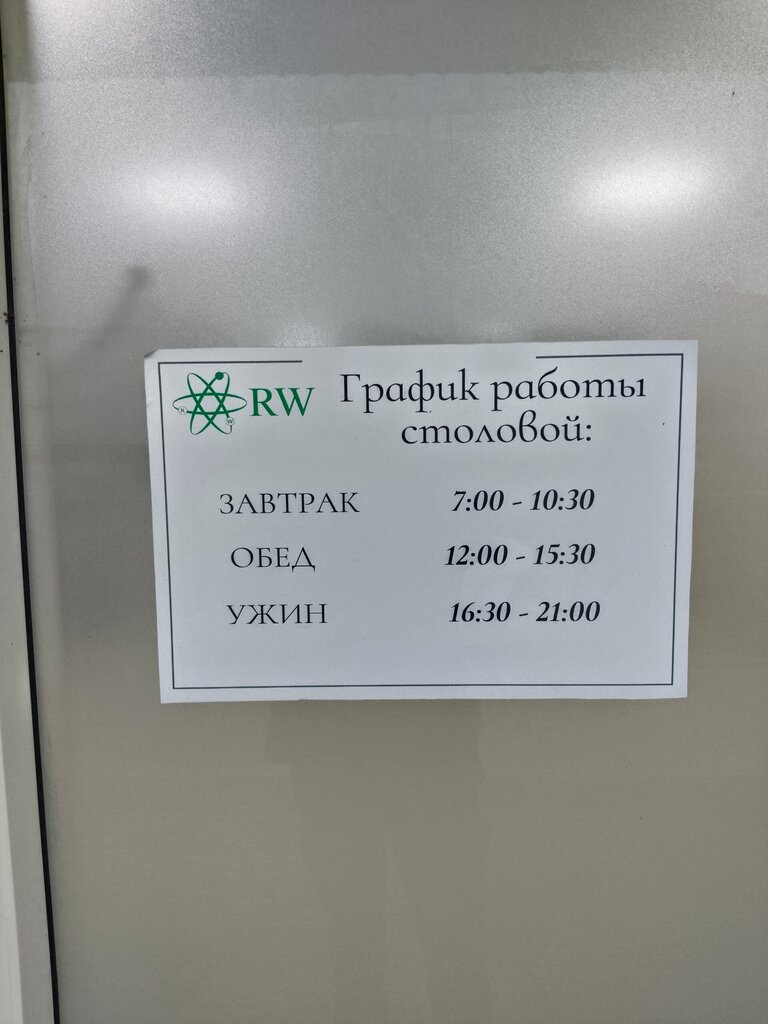 RW График работы
столовой:
ЗАВТРАК 7:00 - 10:30
ОБЕД 12:00 - 15:30
УЖИН 16:30 - 21:00